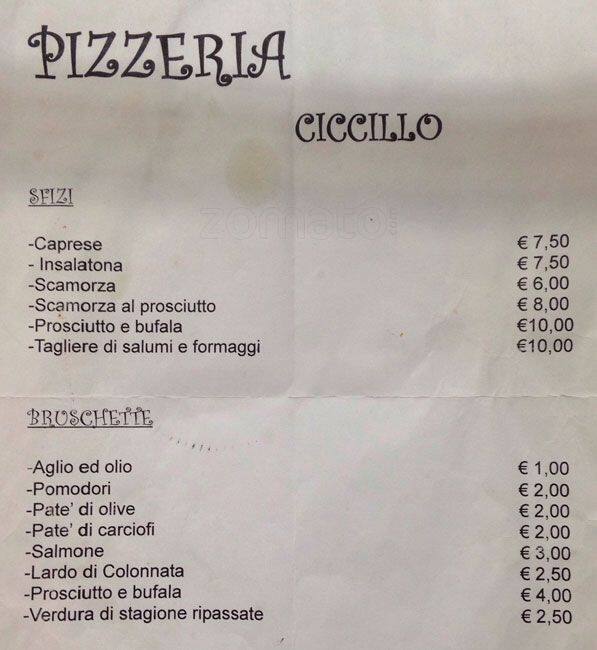 PIZZERIA
CICCILLO
SFIZI
zomato.com
-Caprese € 7,50
- Insalatona € 7,50
-Scamorza € 6,00
-Scamorza al prosciutto € 8,00
-Prosciutto e bufala €10,00
-Tagliere di salumi e formaggi €10,00
BRUSCHETTE
-Aglio ed olio € 1,00
-Pomodori € 2,00
-Pate' di olive € 2,00
-Pate' di carciofi € 2,00
-Salmone € 3,00
-Lardo di Colonnata € 2,50
-Prosciutto e bufala € 4,00
-Verdura di stagione ripassate € 2,50